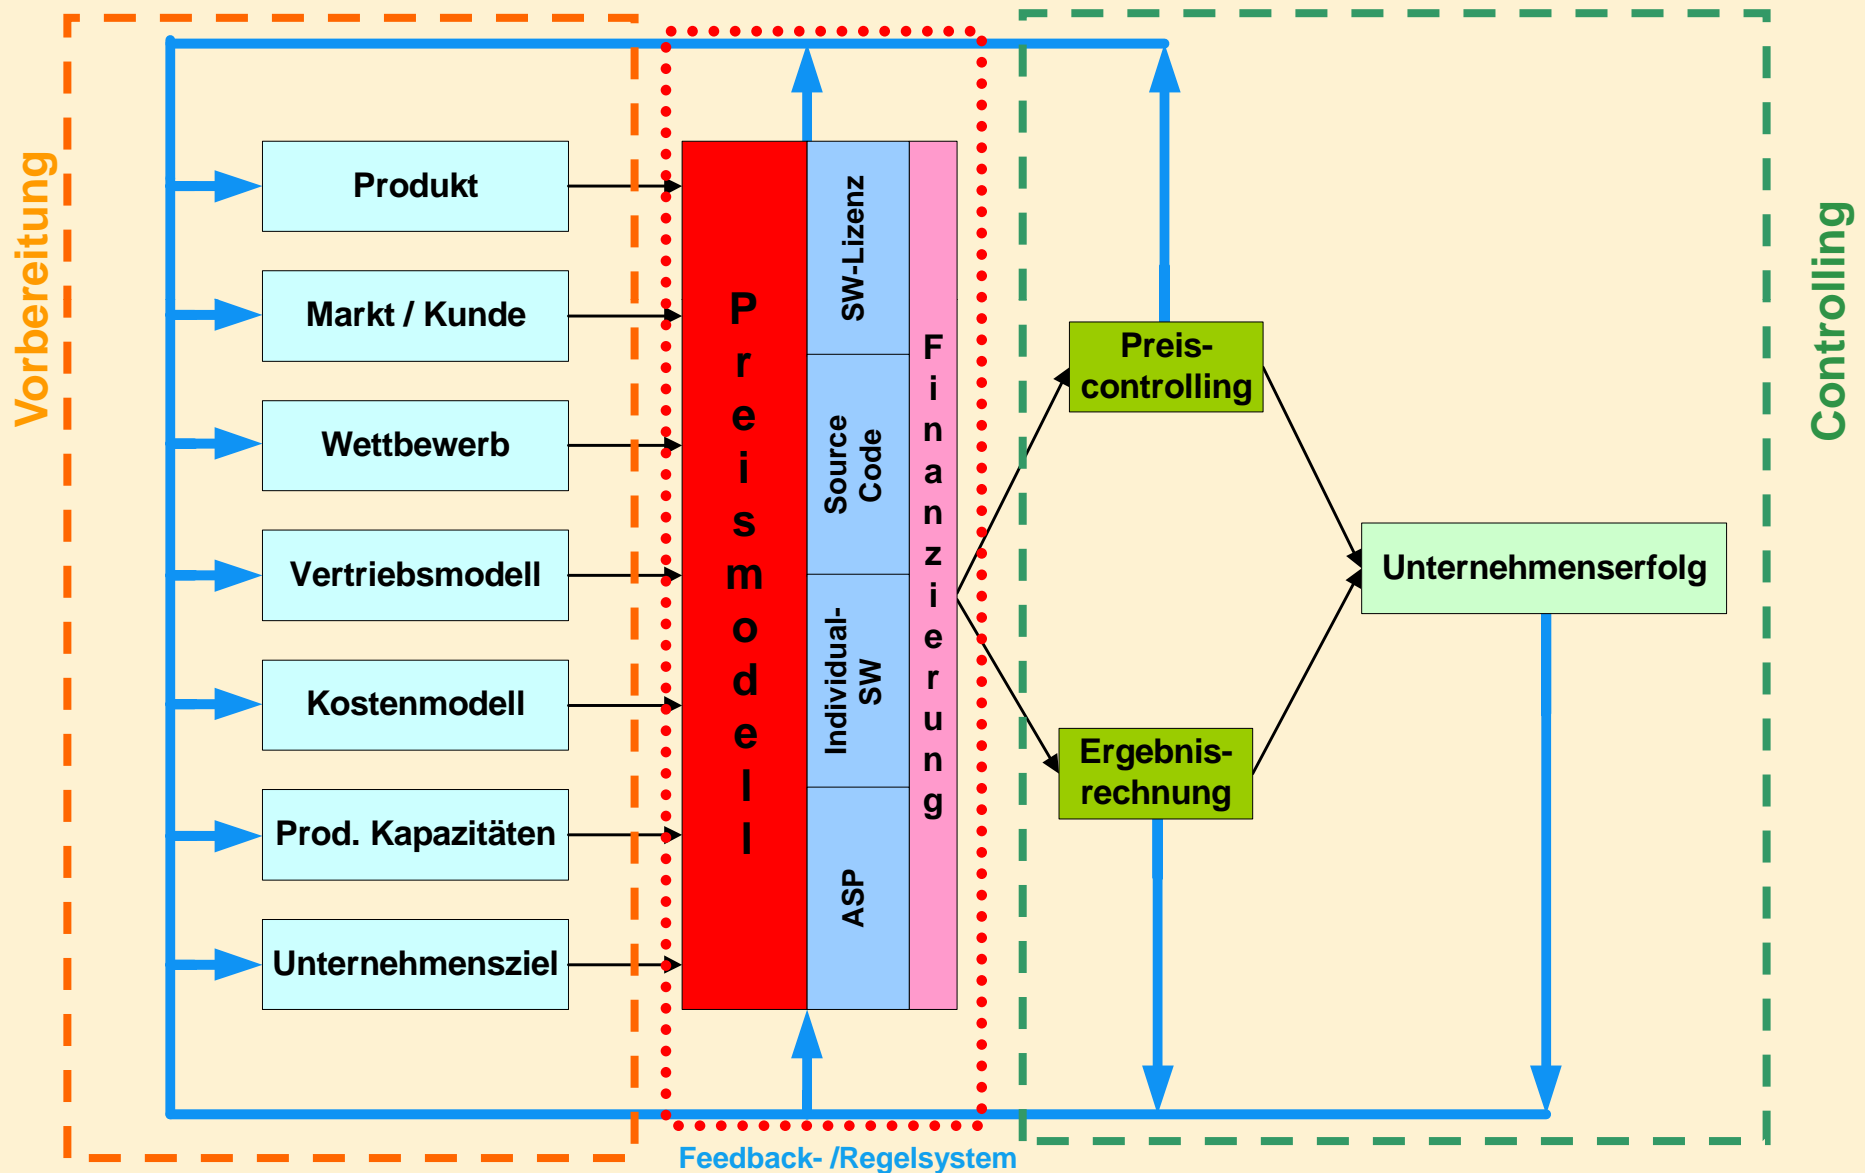 Vorbereitung
Produkt
Markt / Kunde
Wettbewerb
Vertriebsmodell
Kostenmodell
Prod. Kapazitäten
Unternehmensziel
Preismodell
SW-Lizenz
Source
Code
Individual-
SW
ASP
Finanzierung
Preis-
controlling
Ergebnis-
rechnung
Unternehmenserfolg
Controlling
Feedback- /Regelsystem